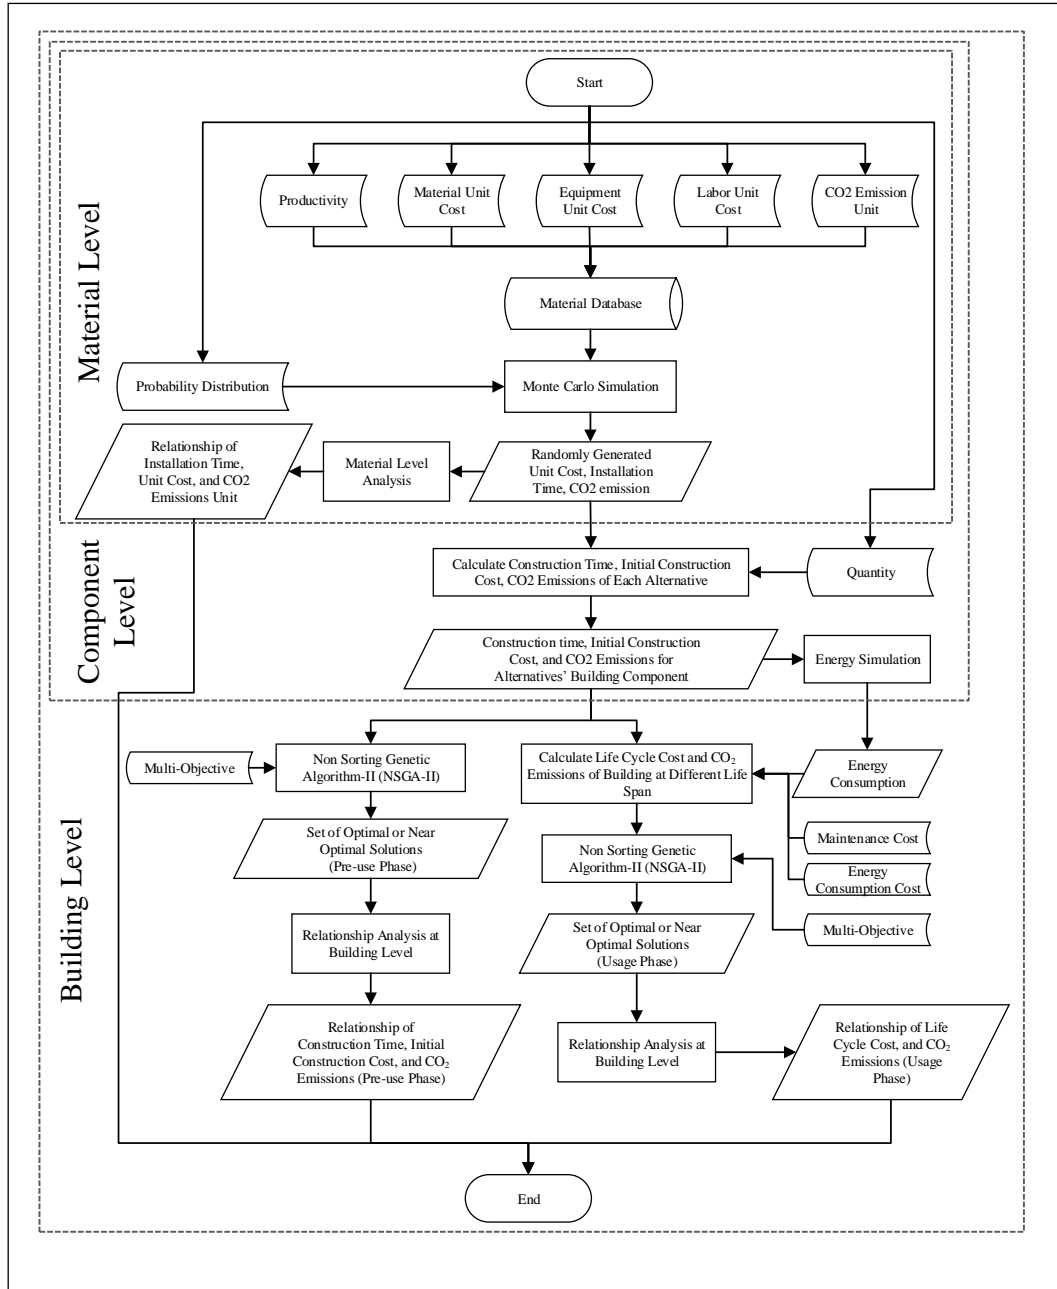 Start
Productivity
Material Unit
Cost
Equipment
Unit Cost
Labor Unit
Cost
CO2 Emission
Unit
Material Level
Material Database
Probability Distribution
Monte Carlo Simulation
Relationship of
Installation Time,
Unit Cost, and CO2
Emissions Unit
Material Level
Analysis
Randomly Generated
Unit Cost, Installation
Time, CO2 emission
Component
Level
Calculate Construction Time, Initial Construction
Cost, CO2 Emissions of Each Alternative
Quantity
Construction time, Initial Construction
Cost, and CO2 Emissions for
Alternatives’ Building Component
Energy Simulation
Building Level
Multi-Objective
Non Sorting Genetic
Algorithm-II (NSGA-II)
Calculate Life Cycle Cost and CO₂
Emissions of Building at Different Life
Span
Energy
Consumption
Maintenance Cost
Energy
Consumption Cost
Multi-Objective
Set of Optimal or Near
Optimal Solutions
(Pre-use Phase)
Non Sorting Genetic
Algorithm-II (NSGA-II)
Relationship Analysis at
Building Level
Set of Optimal or Near
Optimal Solutions
(Usage Phase)
Relationship of
Construction Time, Initial
Construction Cost, and CO₂
Emissions (Pre-use Phase)
Relationship Analysis at
Building Level
Relationship of Life
Cycle Cost, and CO₂
Emissions (Usage
Phase)
End